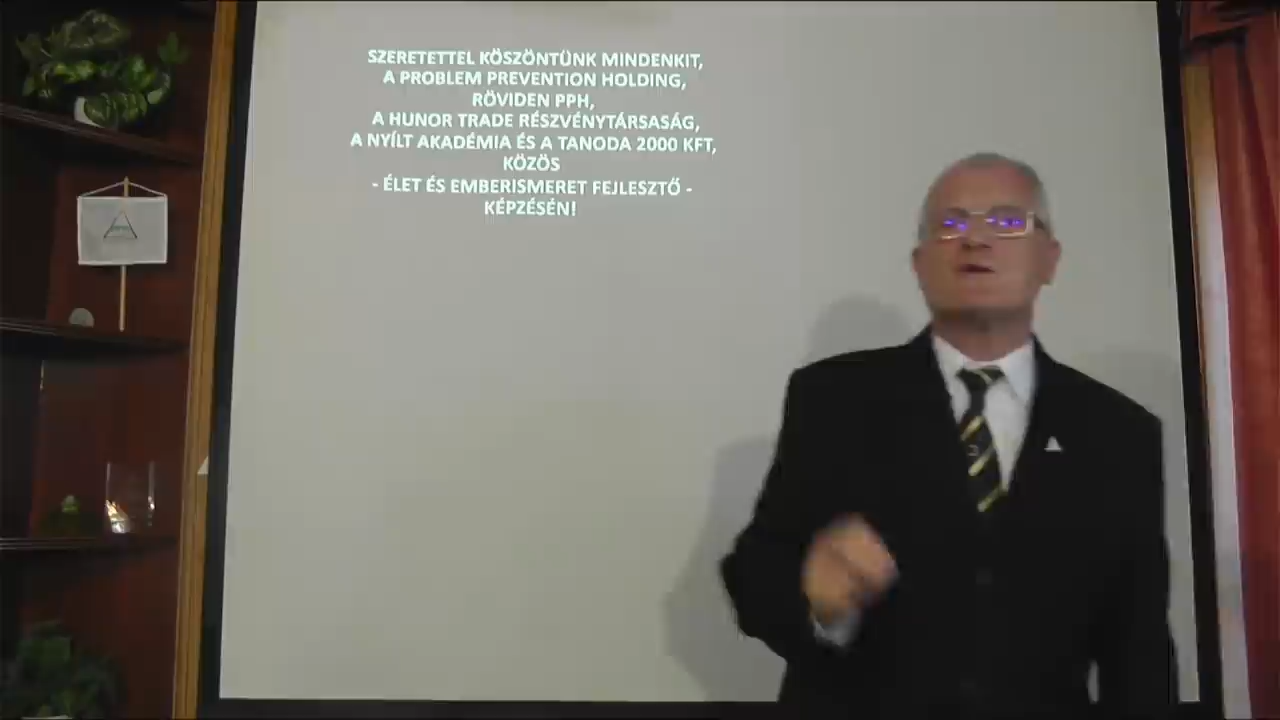 SZERETETTEL KÖSZÖNTÜNK MINDENKIT,
A PROBLEM PREVENTION HOLDING,
RÖVIDEN PPH,
A HUNOR TRADE RÉSZVÉNYTÁRSASÁG,
A NYÍLT AKADÉMIA ÉS A TANODA 2000 KFT,
KÖZÖS
- ÉLET ÉS EMBERISMERET FEJLESZTŐ -
KÉPZÉSÉN!